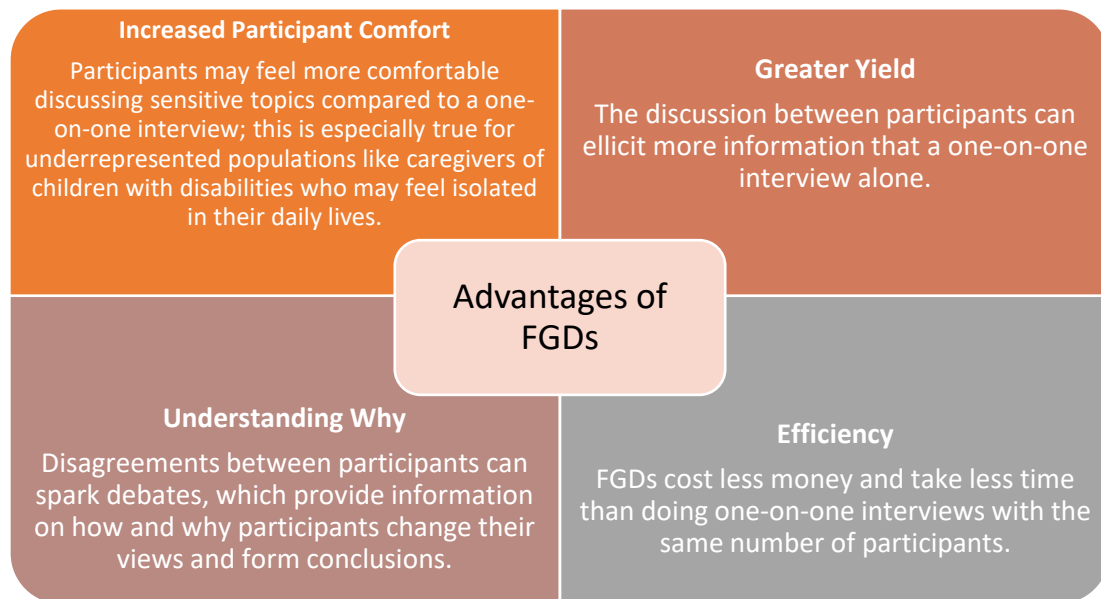 Increased Participant Comfort
Participants may feel more comfortable
discussing sensitive topics compared to a one-
on-one interview; this is especially true for
underrepresented populations like caregivers of
children with disabilities who may feel isolated
in their daily lives.
Greater Yield
The discussion between participants can
ellicit more information that a one-on-one
interview alone.
Advantages of
FGDs
Understanding Why
Disagreements between participants can
spark debates, which provide information
on how and why participants change their
views and form conclusions.
Efficiency
FGDs cost less money and take less time
than doing one-on-one interviews with the
same number of participants.